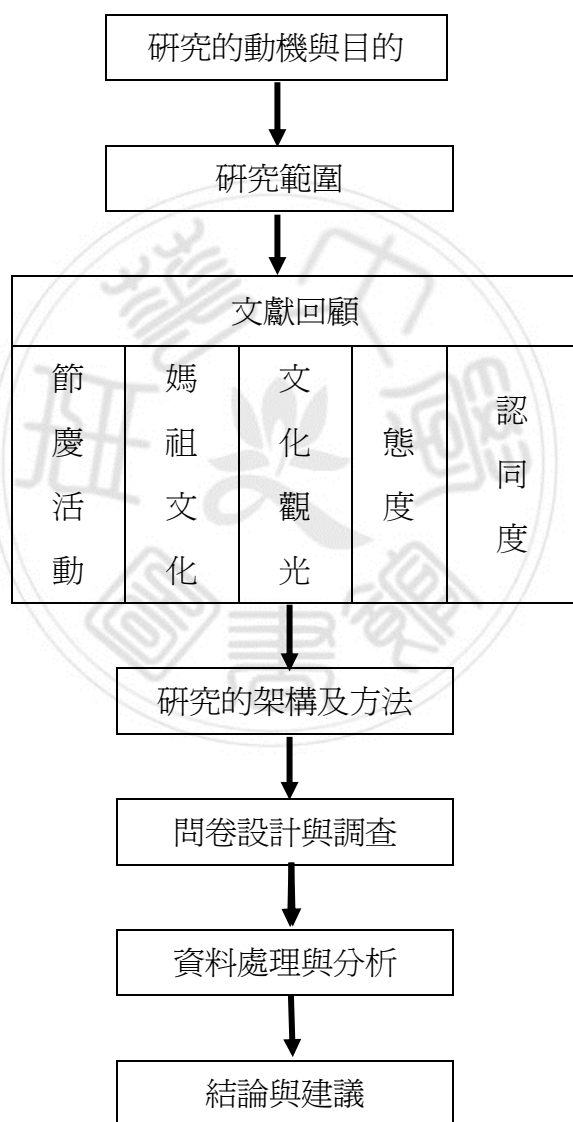 研究的動機與目的
研究範圍
文獻回顧
節慶活動
媽祖文化
文化觀光
態度
認同度
研究的架構及方法
問卷設計與調查
資料處理與分析
結論與建議